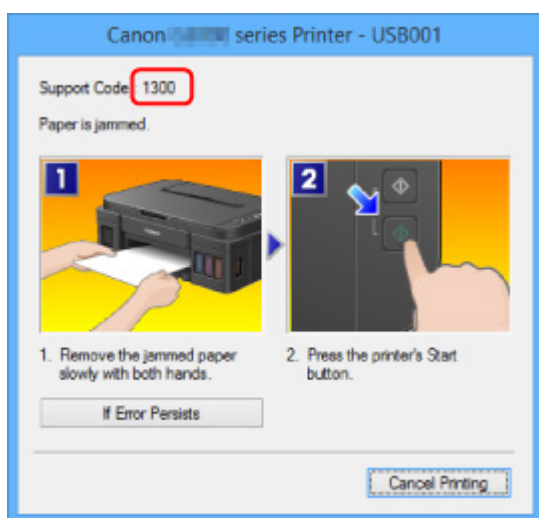 Canon series Printer - USB001
Support Code : 1300
Paper is jammed.
1
2
1. Remove the jammed paper
slowly with both hands.
2. Press the printer's Start
button.
If Error Persists
Cancel Printing